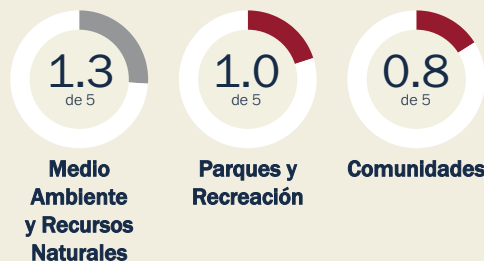 1.3
de 5
Medio
Ambiente
y Recursos
Naturales
1.0
de 5
Parques y
Recreación
0.8
de 5
Comunidades